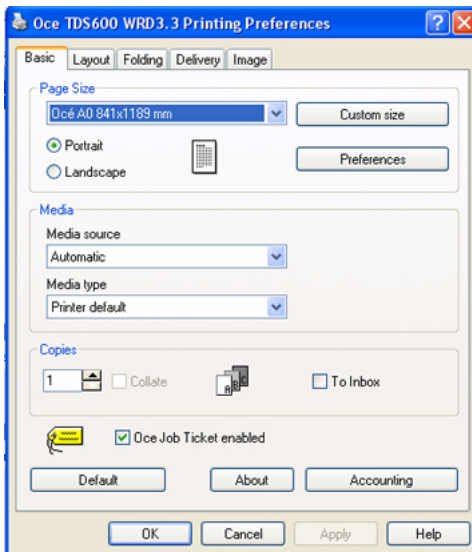 Oce TDS600 WRD3.3 Printing Preferences
Basic Layout Folding Delivery Image
Page Size
Océ A0 841x1189 mm
Custom size
Portrait
Landscape
Preferences
Media
Media source
Automatic
Media type
Printer default
Copies
1
Collate
A B C
To Inbox
Oce Job Ticket enabled
Default About Accounting
OK Cancel Apply Help